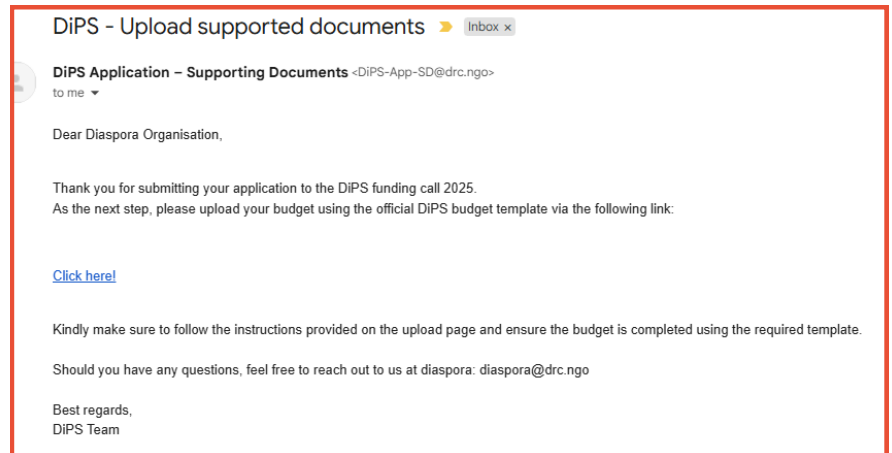 DiPS - Upload supported documents Inbox x
DiPS Application – Supporting Documents <DiPS-App-SD@drc.ngo>
to me
Dear Diaspora Organisation,
Thank you for submitting your application to the DiPS funding call 2025.
As the next step, please upload your budget using the official DiPS budget template via the following link:
Click here!
Kindly make sure to follow the instructions provided on the upload page and ensure the budget is completed using the required template.
Should you have any questions, feel free to reach out to us at diaspora: diaspora@drc.ngo
Best regards,
DiPS Team